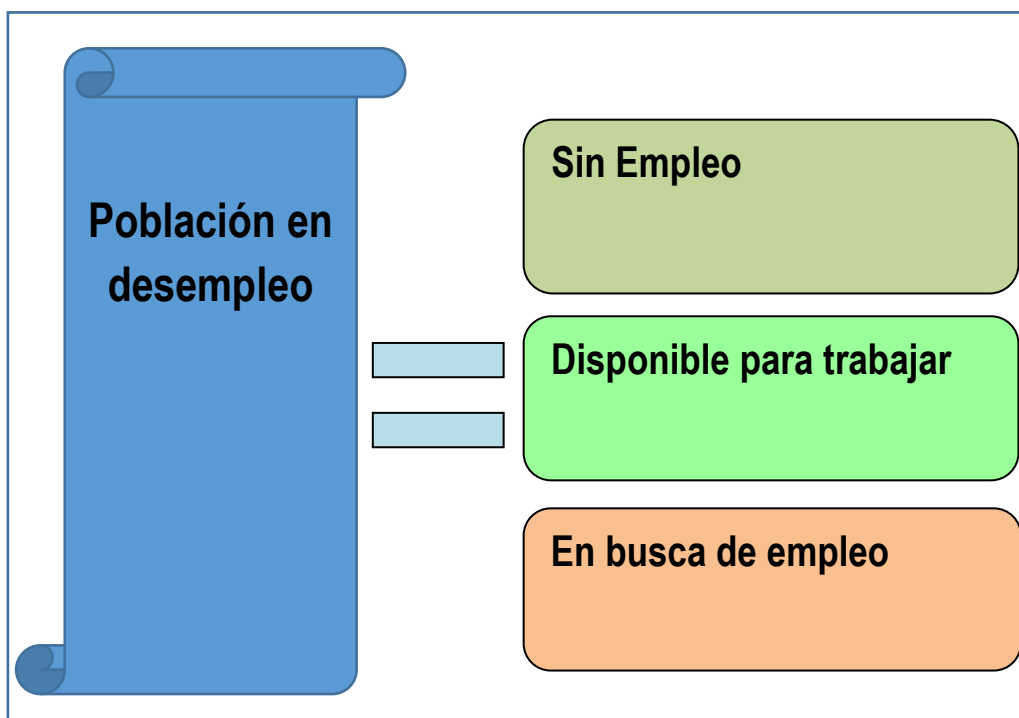 Población en
desempleo
Sin Empleo
Disponible para trabajar
En busca de empleo